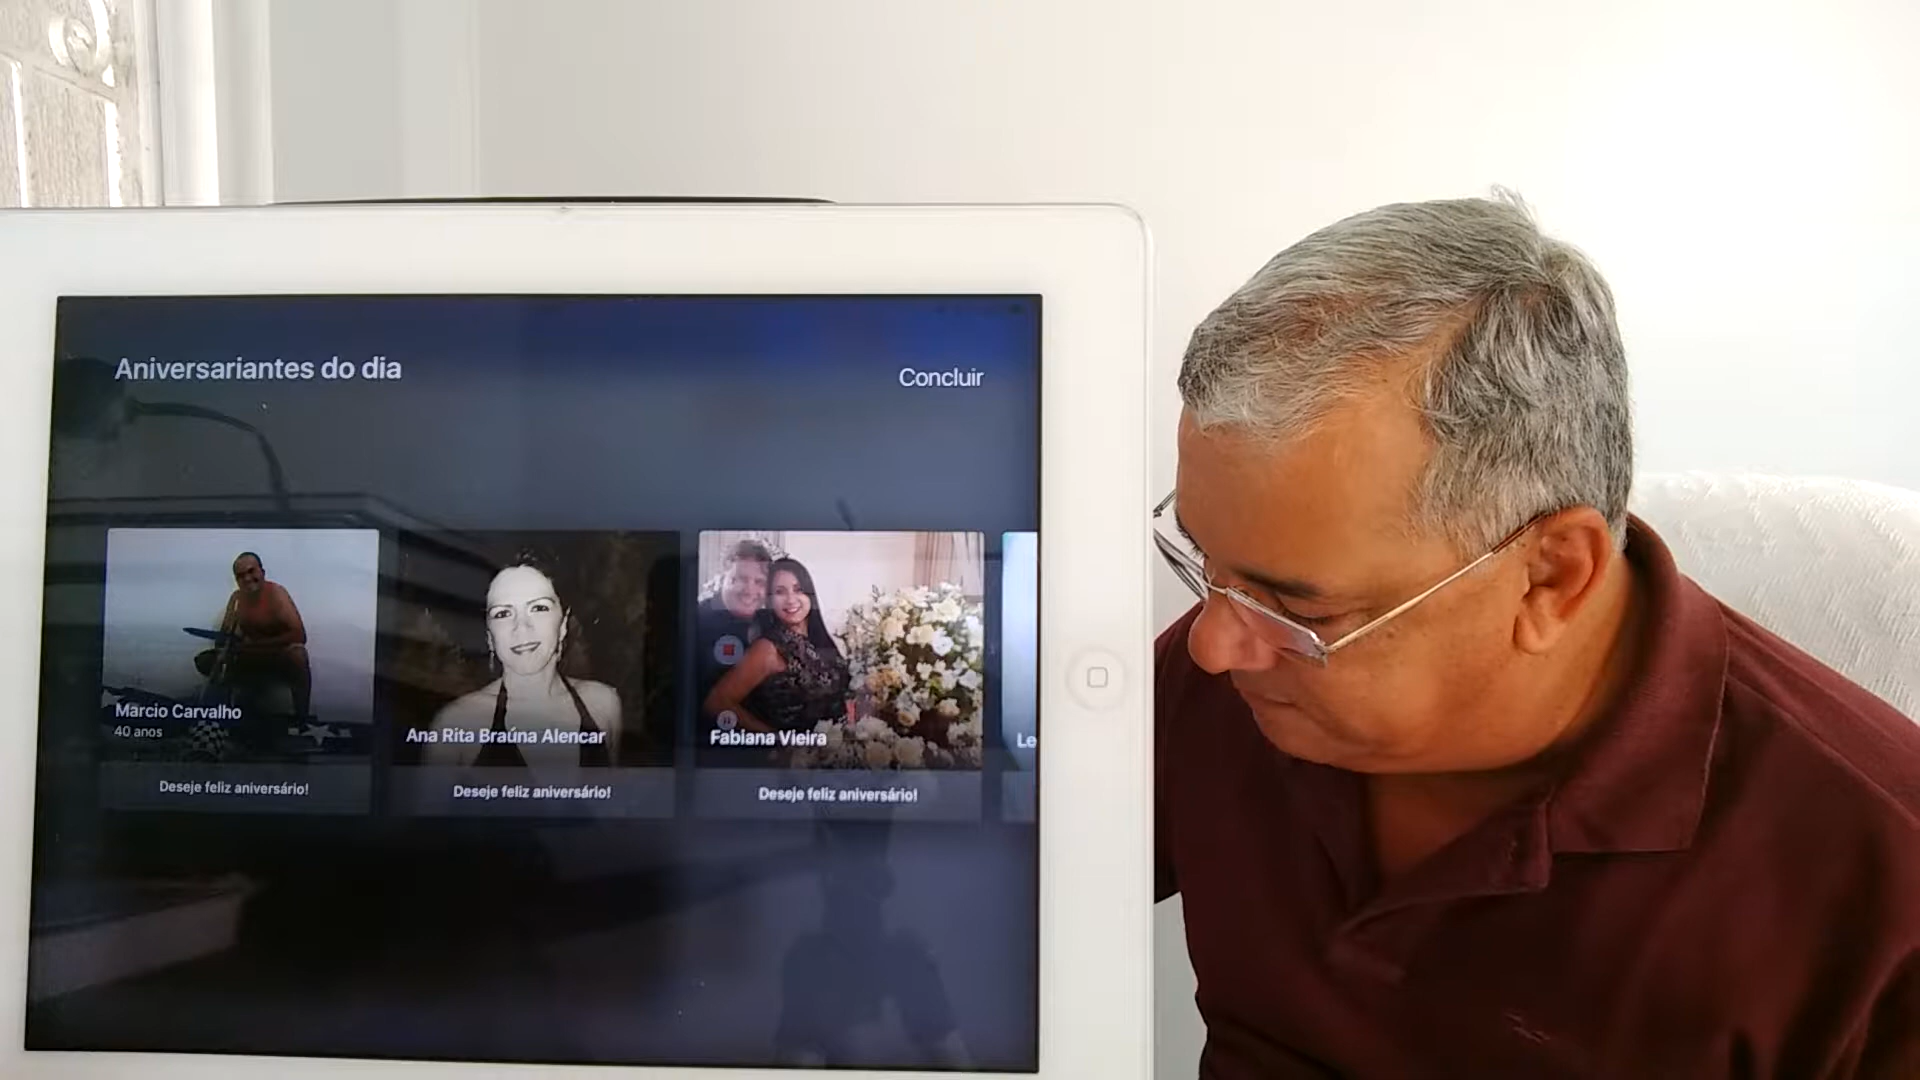 Aniversariantes do dia
Concluir
Marcio Carvalho
40 anos
Deseje feliz aniversário!
Ana Rita Braúna Alencar
Deseje feliz aniversário!
Fabiana Vieira
Deseje feliz aniversário!
Le